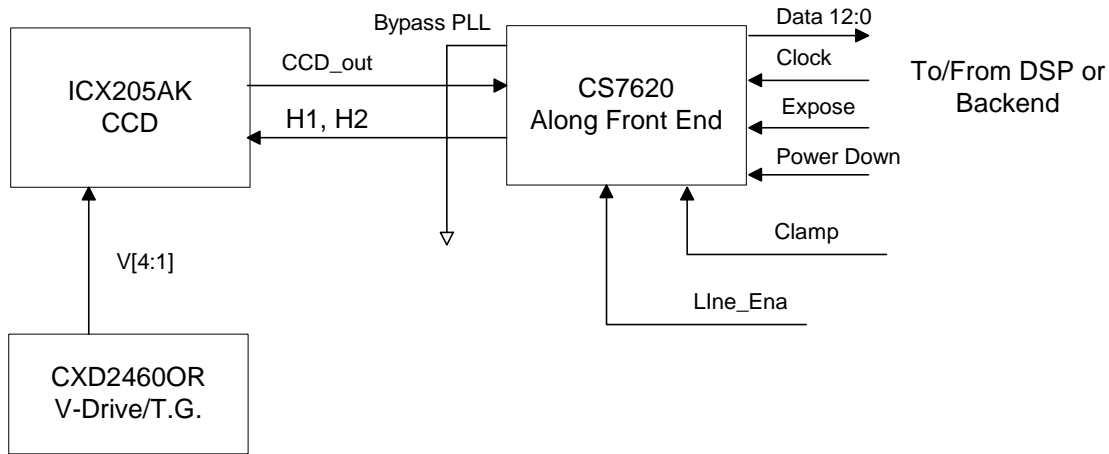 Bypass PLL
Data 12:0
CCD_out
Clock
ICX205AK
CCD
CS7620
Along Front End
To/From DSP or
Backend
H1, H2
Expose
Power Down
Clamp
V[4:1]
LIne_Ena
CXD2460OR
V-Drive/T.G.